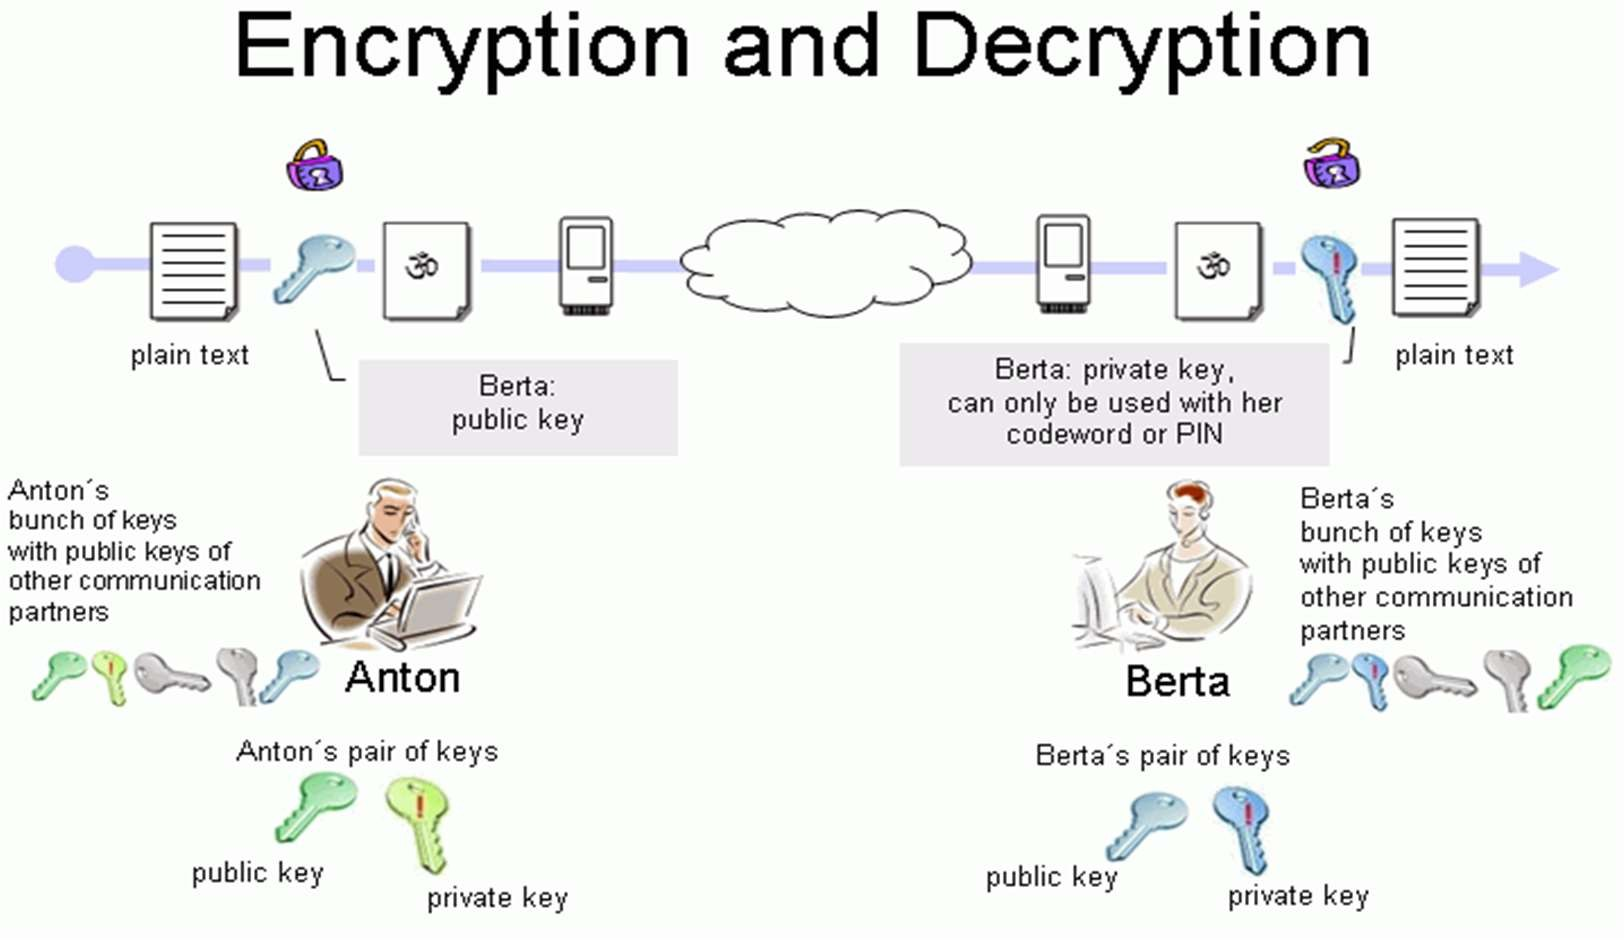 Encryption and Decryption
ॐ
ॐ
plain text
plain text
Berta:
public key
Berta: private key,
can only be used with her
codeword or PIN
Anton´s
bunch of keys
with public keys of
other communication
partners
Berta´s
bunch of keys
with public keys of
other communication
partners
Anton
Berta
Anton´s pair of keys
public key
private key
Berta´s pair of keys
public key
private key